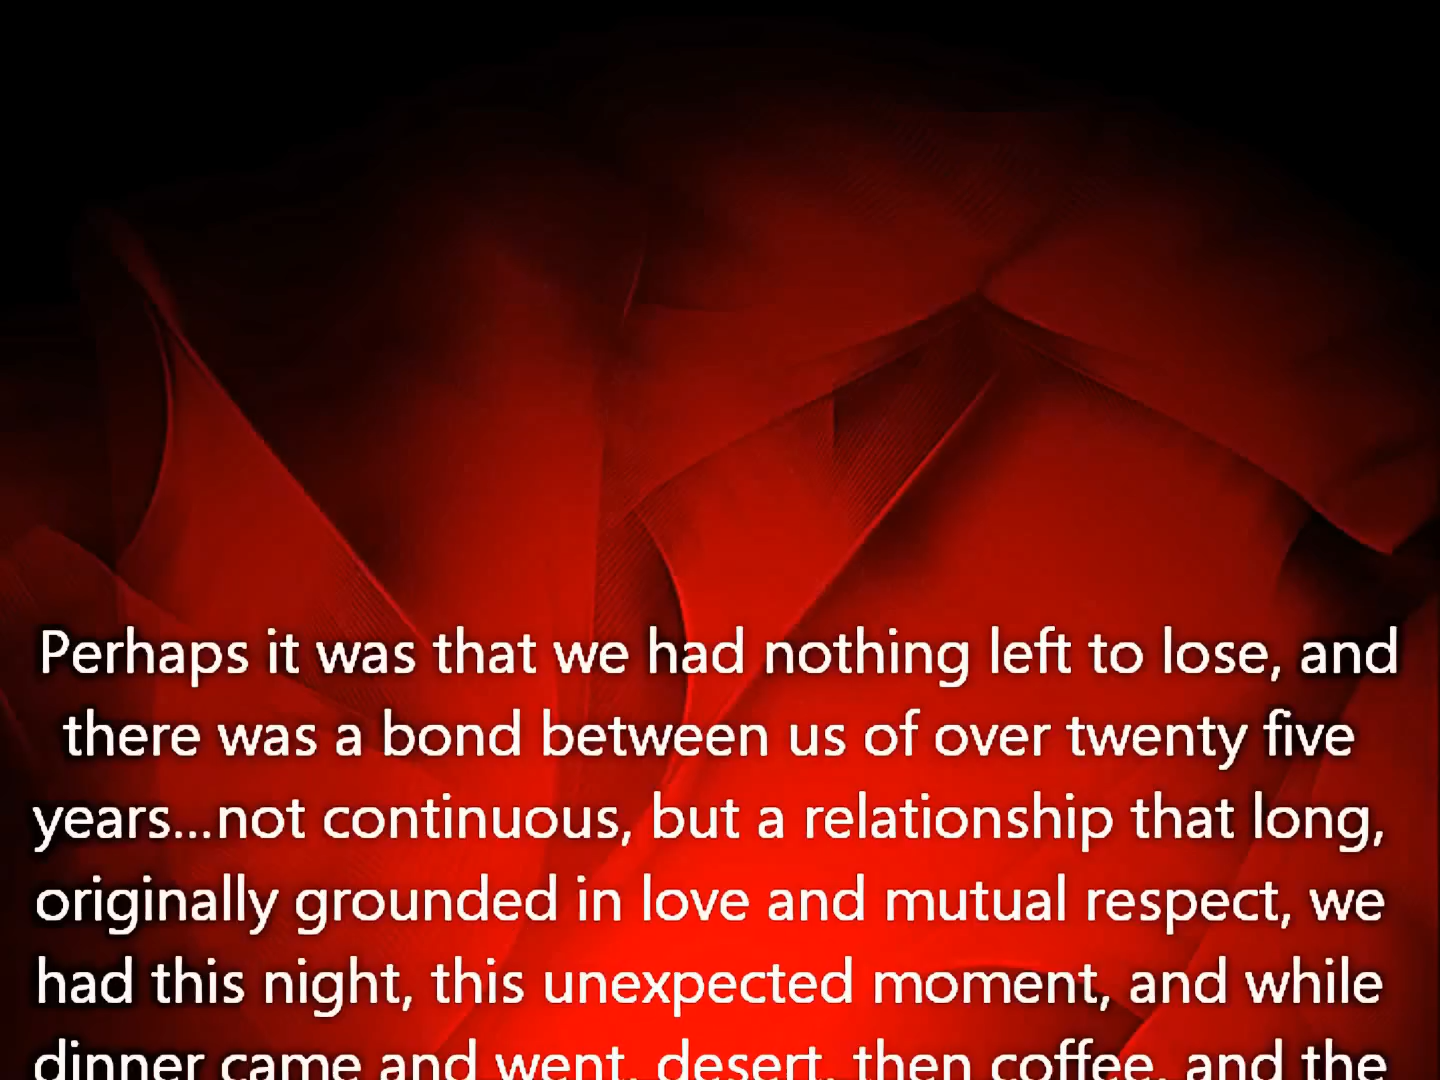 Perhaps it was that we had nothing left to lose, and
there was a bond between us of over twenty five
years...not continuous, but a relationship that long,
originally grounded in love and mutual respect, we
had this night, this unexpected moment, and while
dinner came and went, desert, then coffee, and the